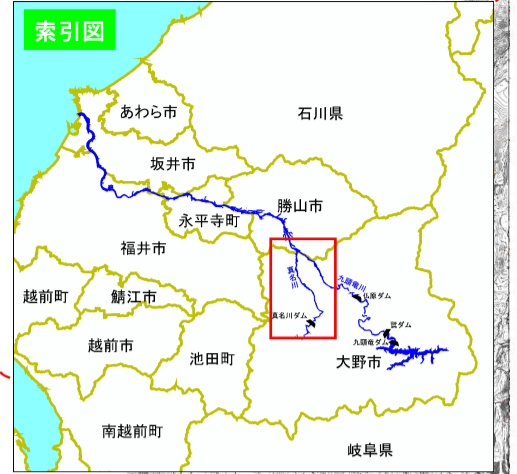 索引図
あわら市
石川県
坂井市
勝山市
永平寺町
福井市
真名川
九頭竜川
越前町
鯖江市
仏原ダム
真名川ダム
鷲ダム
九頭竜ダム
越前市
池田町
大野市
南越前町
岐阜県